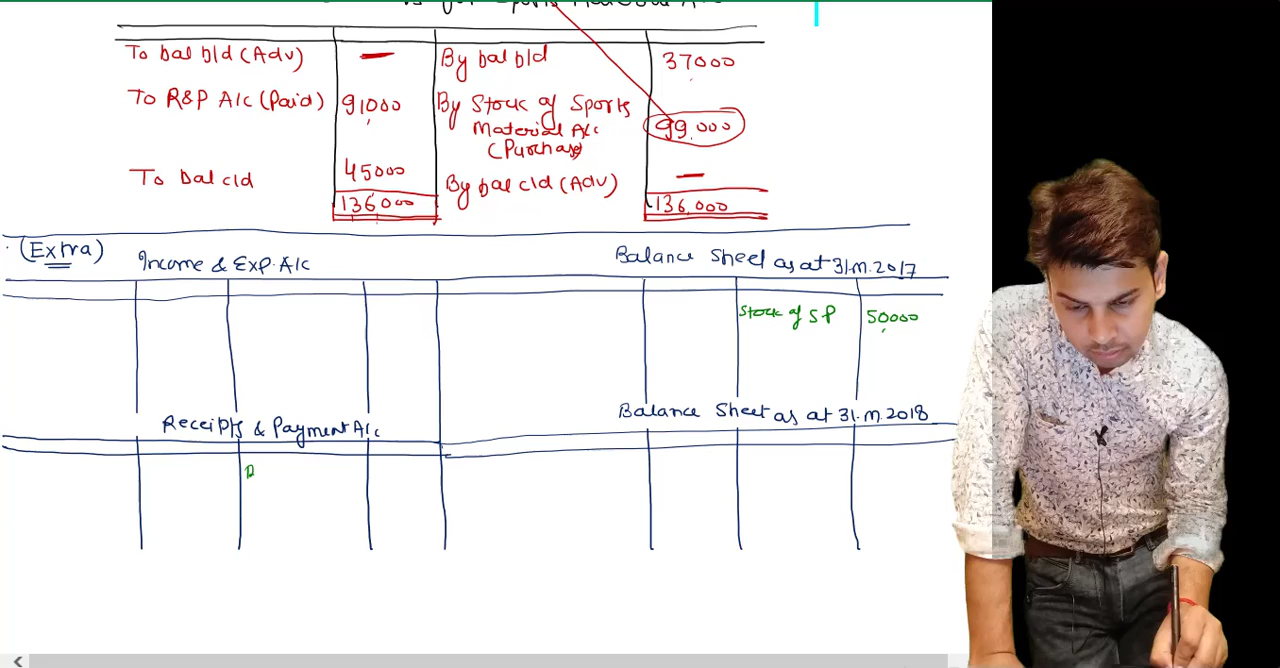 To bal b/d (Adv) — By bal b/d 37000
To R&P A/c (Paid) 91000 By Stock of Sports
Material A/c 99,000
(Purchase)
To bal c/d 45000 By bal c/d (Adv) —
136000 136,000
(Extra) Income & Exp. A/c Balance Sheet as at 31.M.2017
Stock of SP 50000
Receipts & Payment A/c Balance Sheet as at 31.M.2018